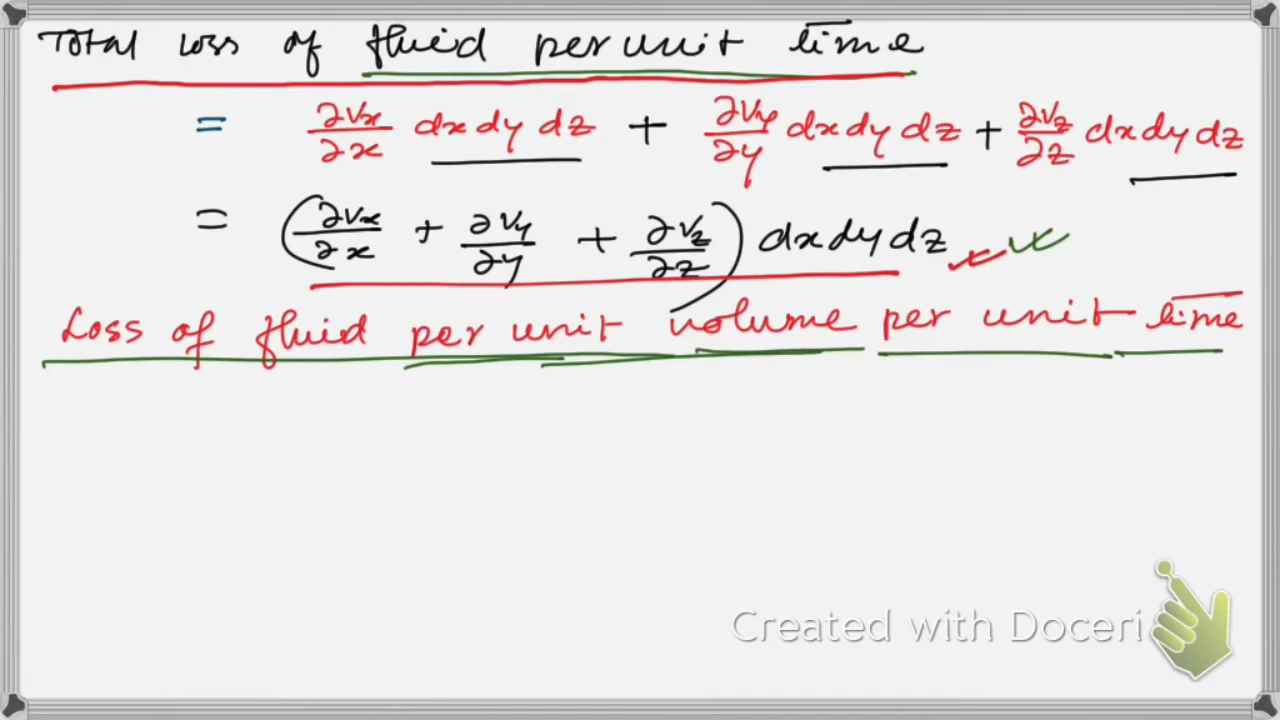 Total loss of fluid per unit time
= ∂Vx/∂x dx dy dz + ∂Vy/∂y dx dy dz + ∂Vz/∂z dx dy dz
= (∂Vx/∂x + ∂Vy/∂y + ∂Vz/∂z) dx dy dz
Loss of fluid per unit volume per unit time
Created with Doceri